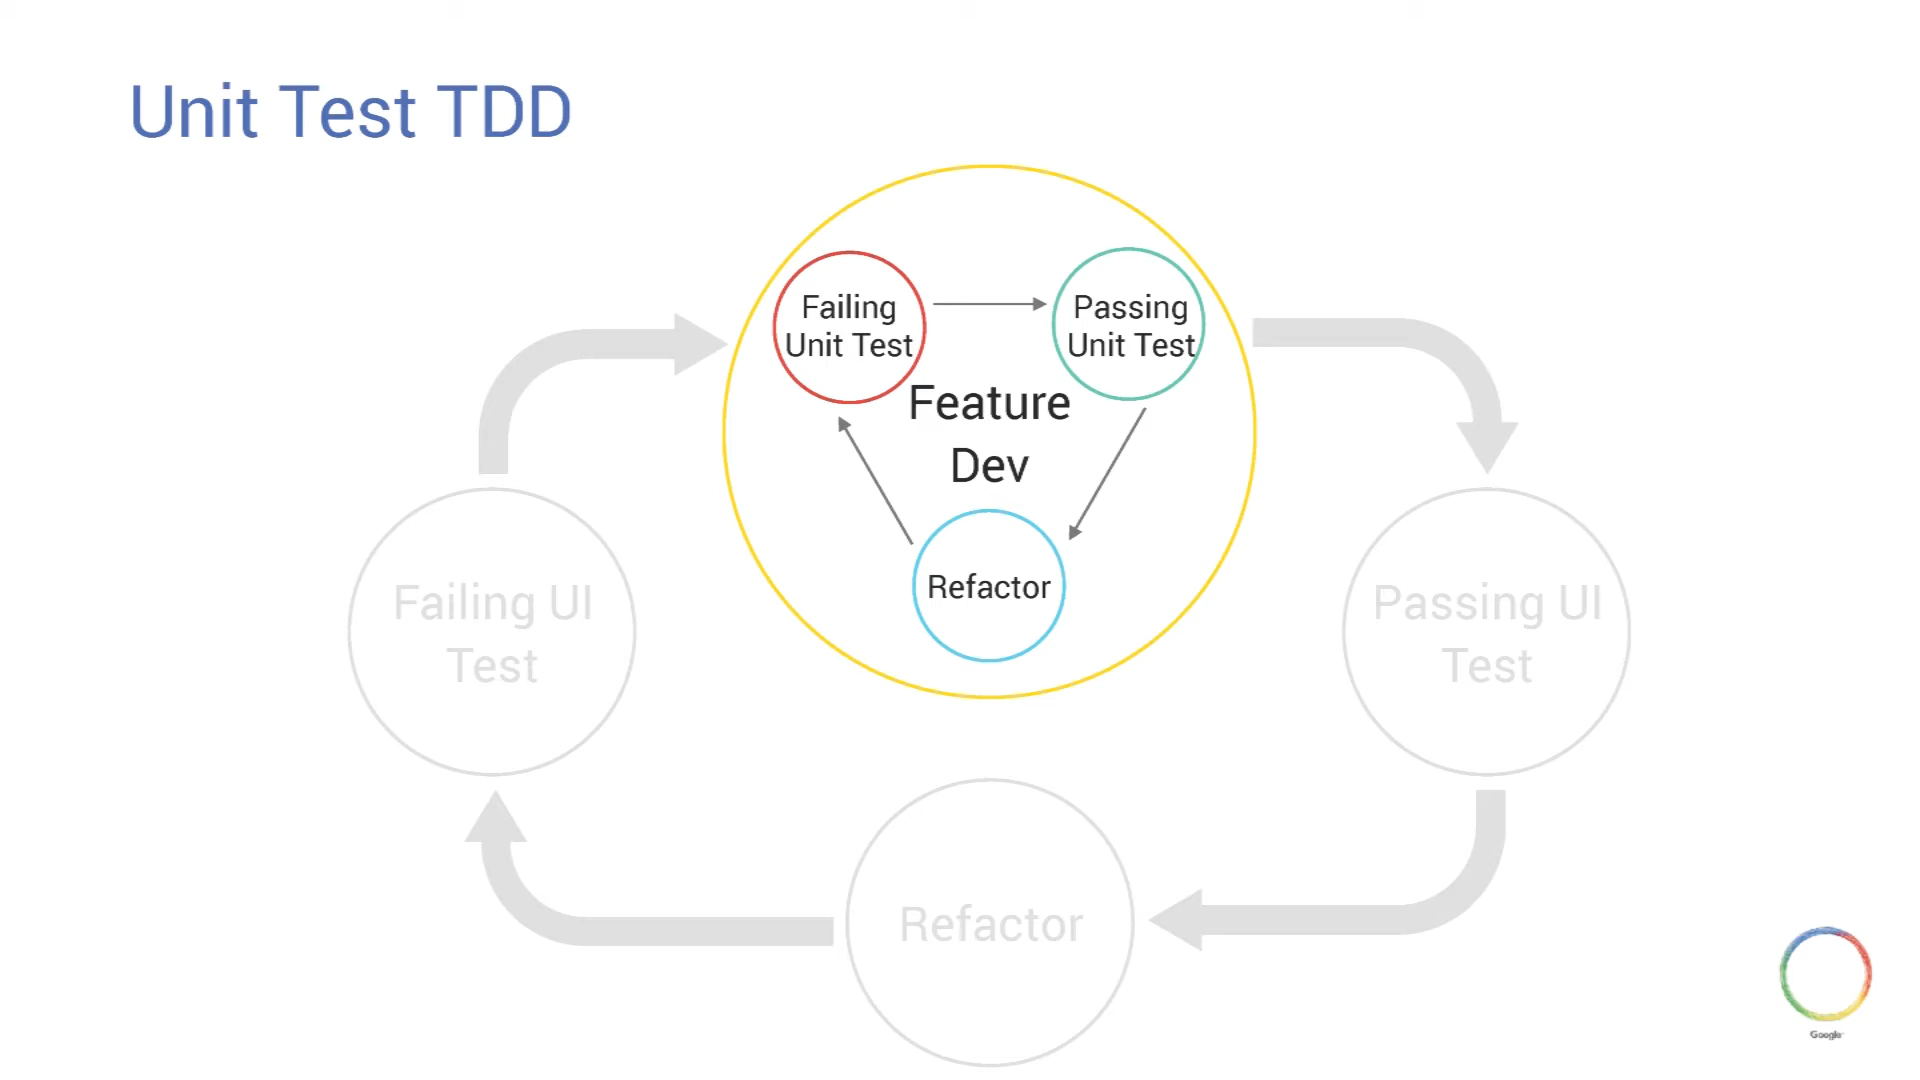 Unit Test TDD
Failing
Unit Test
Passing
Unit Test
Feature
Dev
Refactor
Failing UI
Test
Passing UI
Test
Refactor
Google